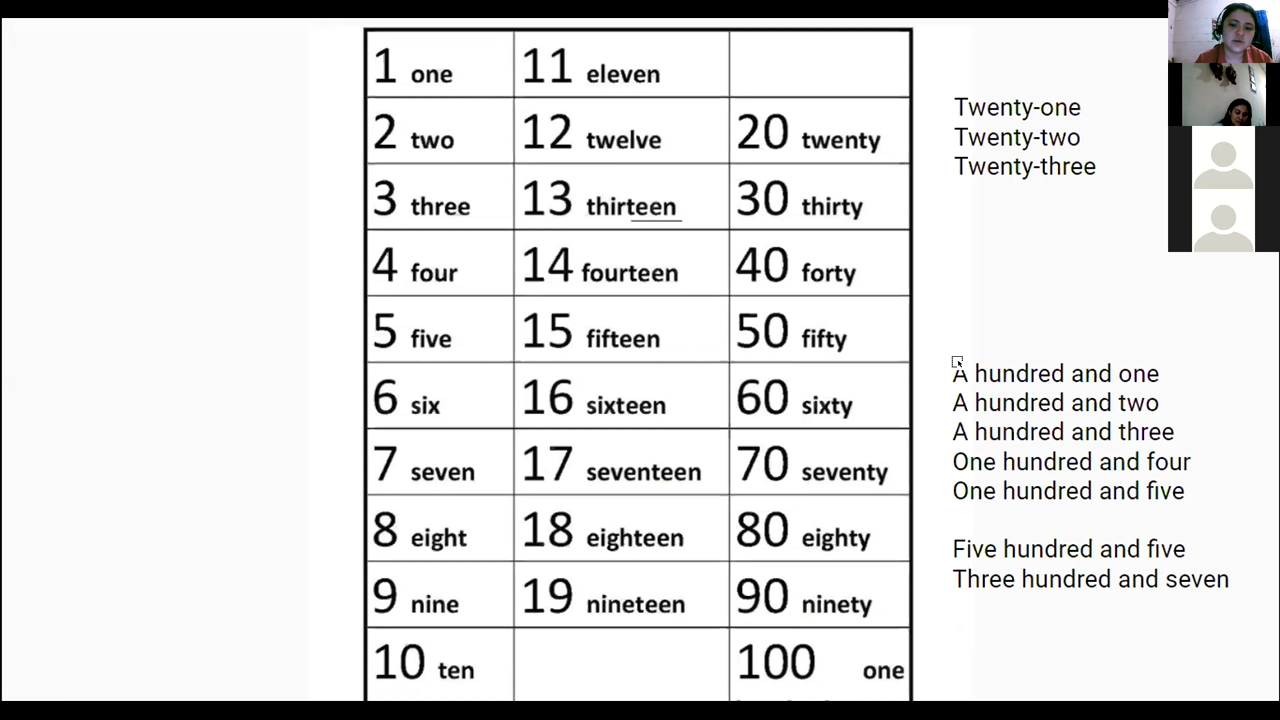 1 one 11 eleven
2 two 12 twelve 20 twenty
3 three 13 thirteen 30 thirty
4 four 14 fourteen 40 forty
5 five 15 fifteen 50 fifty
6 six 16 sixteen 60 sixty
7 seven 17 seventeen 70 seventy
8 eight 18 eighteen 80 eighty
9 nine 19 nineteen 90 ninety
10 ten 100 one
Twenty-one
Twenty-two
Twenty-three
A hundred and one
A hundred and two
A hundred and three
One hundred and four
One hundred and five
Five hundred and five
Three hundred and seven